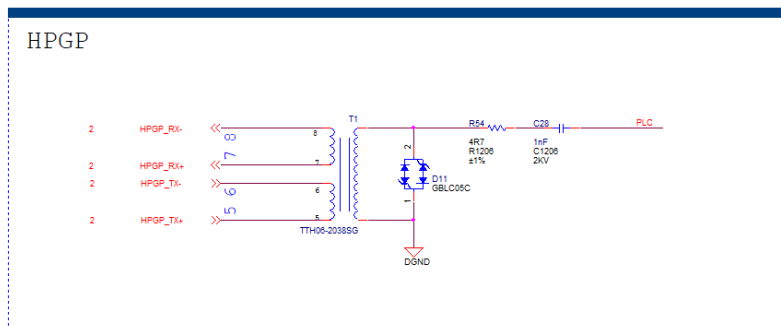 HPGP
T1
2 HPGP_RX- 8 8 R54 C28 PLC
4R7 1nF
R1206 C1206
±1% 2KV
2 HPGP_RX+ 7 7 2
2 HPGP_TX- 6 6 D11
GBLC05C
2 HPGP_TX+ 5 5 1
TTH06-2038SG
DGND